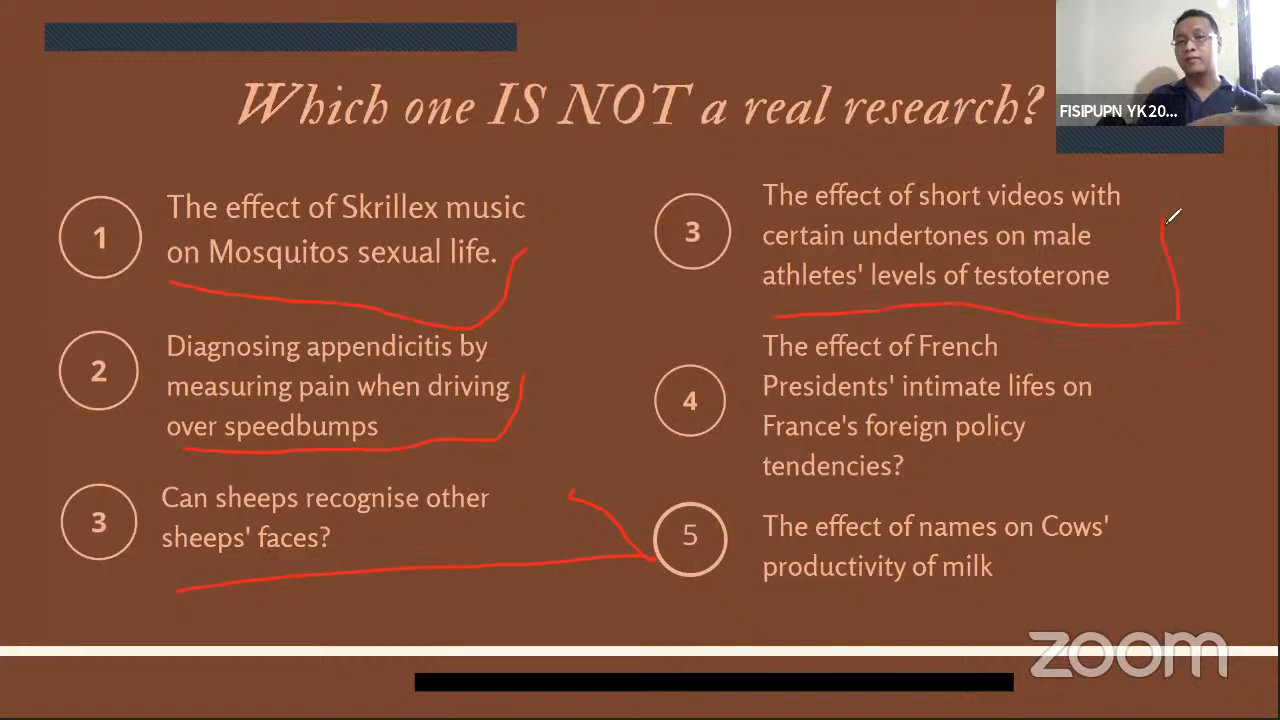 Which one IS NOT a real research?
FISIPUPN YK20...
1
The effect of Skrillex music
on Mosquitos sexual life.
2
Diagnosing appendicitis by
measuring pain when driving
over speedbumps
3
Can sheeps recognise other
sheeps' faces?
3
The effect of short videos with
certain undertones on male
athletes' levels of testoterone
4
The effect of French
Presidents' intimate lifes on
France's foreign policy
tendencies?
5
The effect of names on Cows'
productivity of milk
zoom